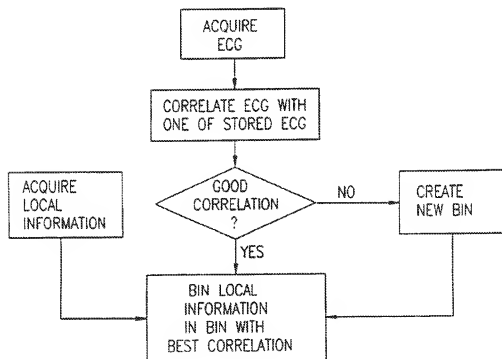 ACQUIRE
ECG
CORRELATE ECG WITH
ONE OF STORED ECG
ACQUIRE
LOCAL
INFORMATION
GOOD
CORRELATION
?
NO
CREATE
NEW BIN
YES
BIN LOCAL
INFORMATION
IN BIN WITH
BEST CORRELATION